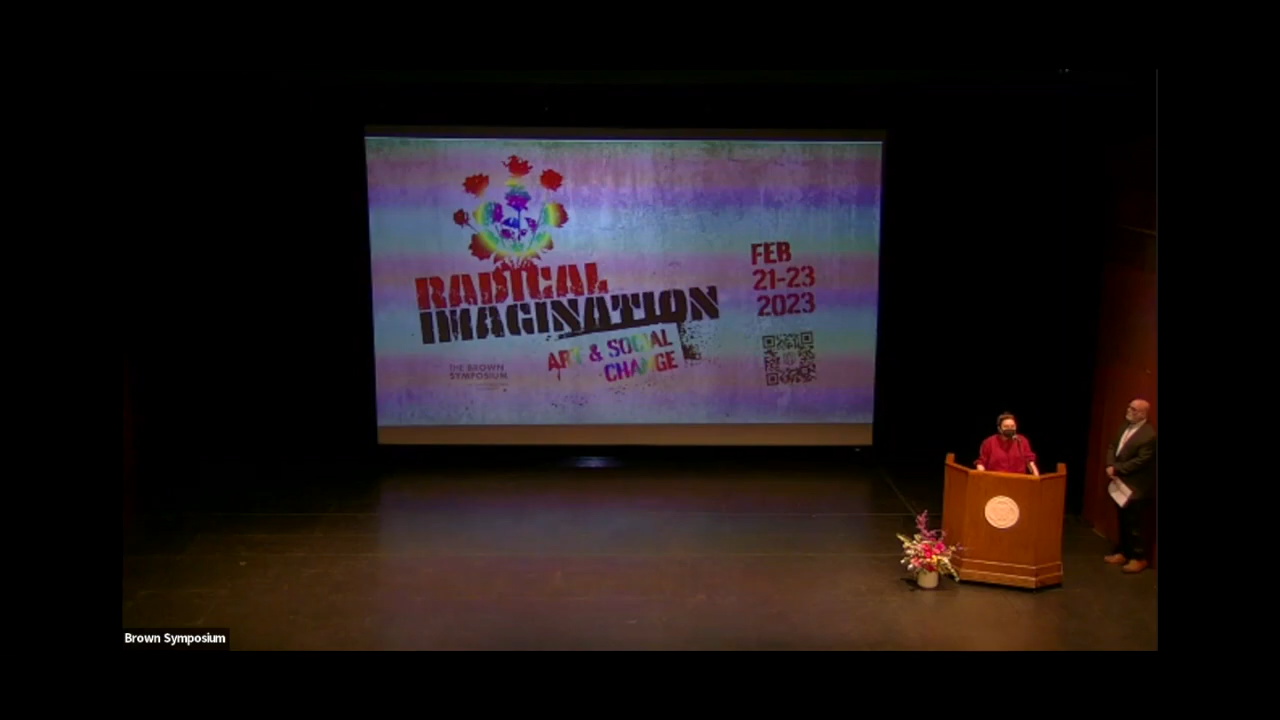 RADICAL
IMAGINATION
ART & SOCIAL
CHANGE
THE BROWN
SYMPOSIUM
FEB
21-23
2023
Brown Symposium